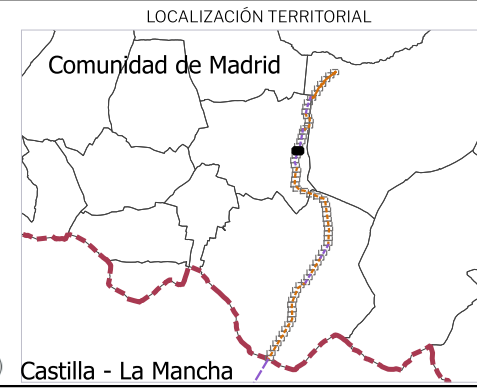 LOCALIZACIÓN TERRITORIAL
Comunidad de Madrid
Castilla - La Mancha